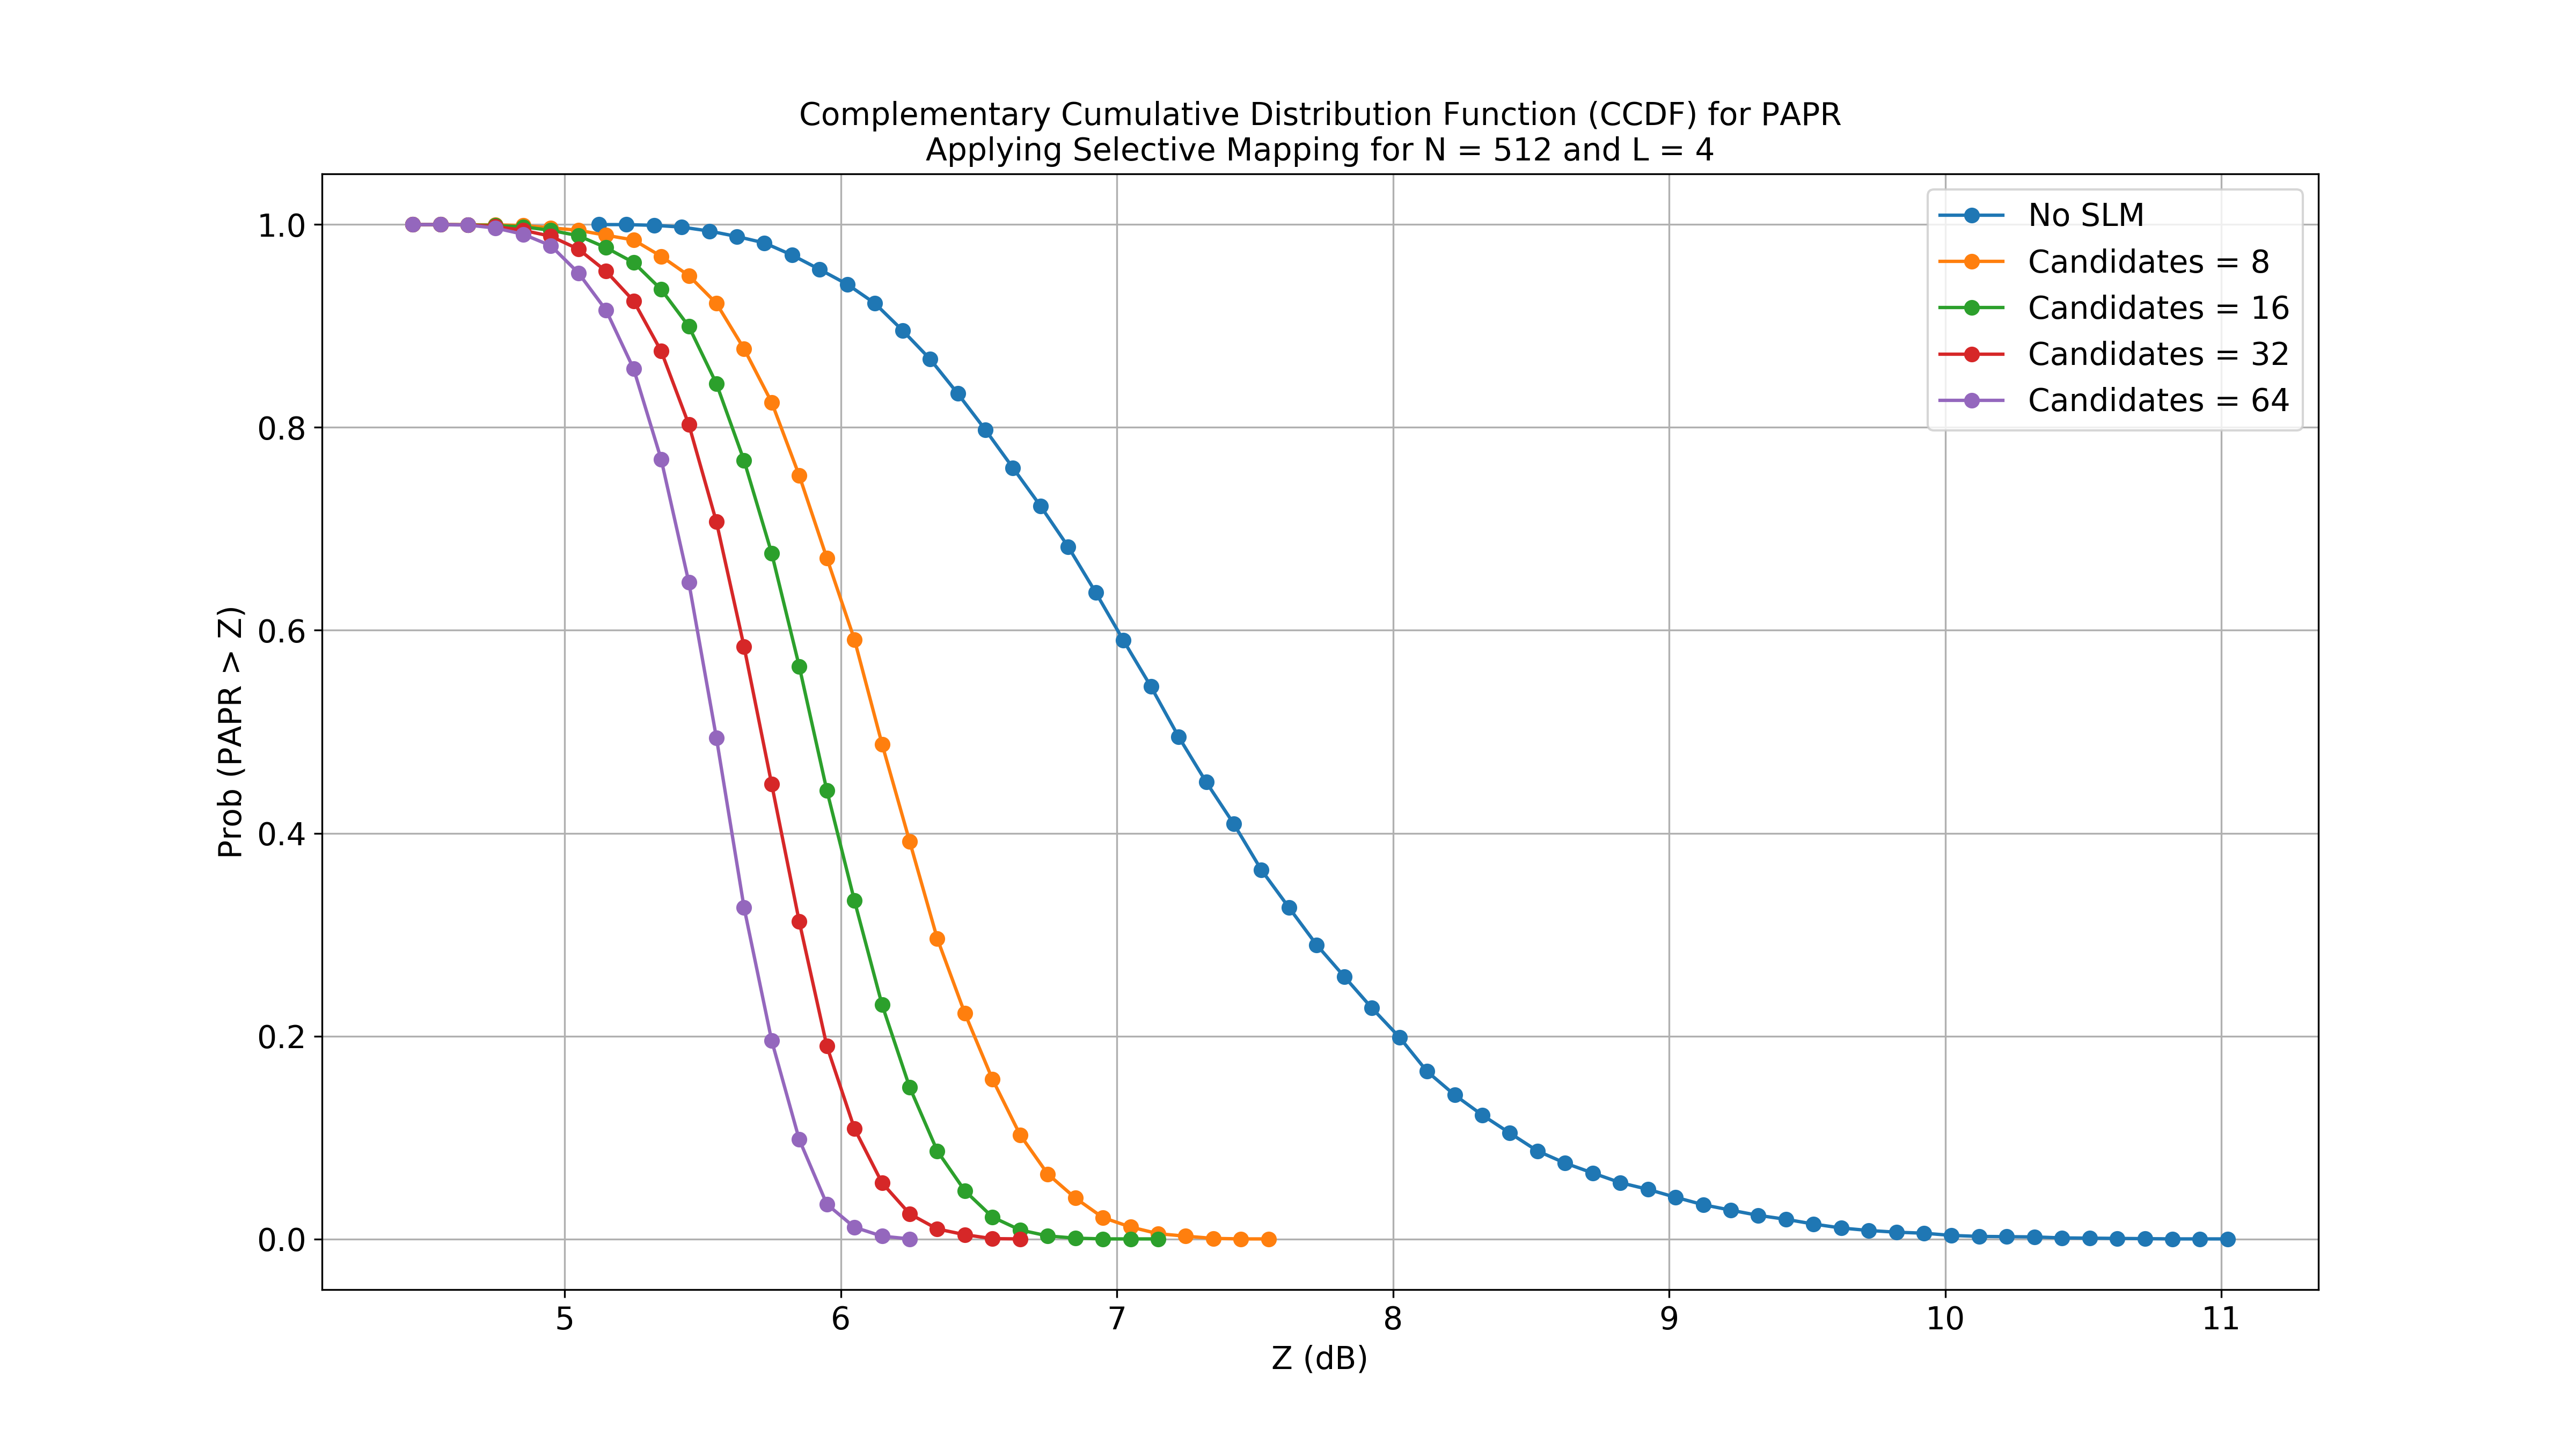 Complementary Cumulative Distribution Function (CCDF) for PAPR
Applying Selective Mapping for N = 512 and L = 4
No SLM
Candidates = 8
Candidates = 16
Candidates = 32
Candidates = 64
Prob (PAPR > Z)
1.0
0.8
0.6
0.4
0.2
0.0
5 6 7 8 9 10 11
Z (dB)